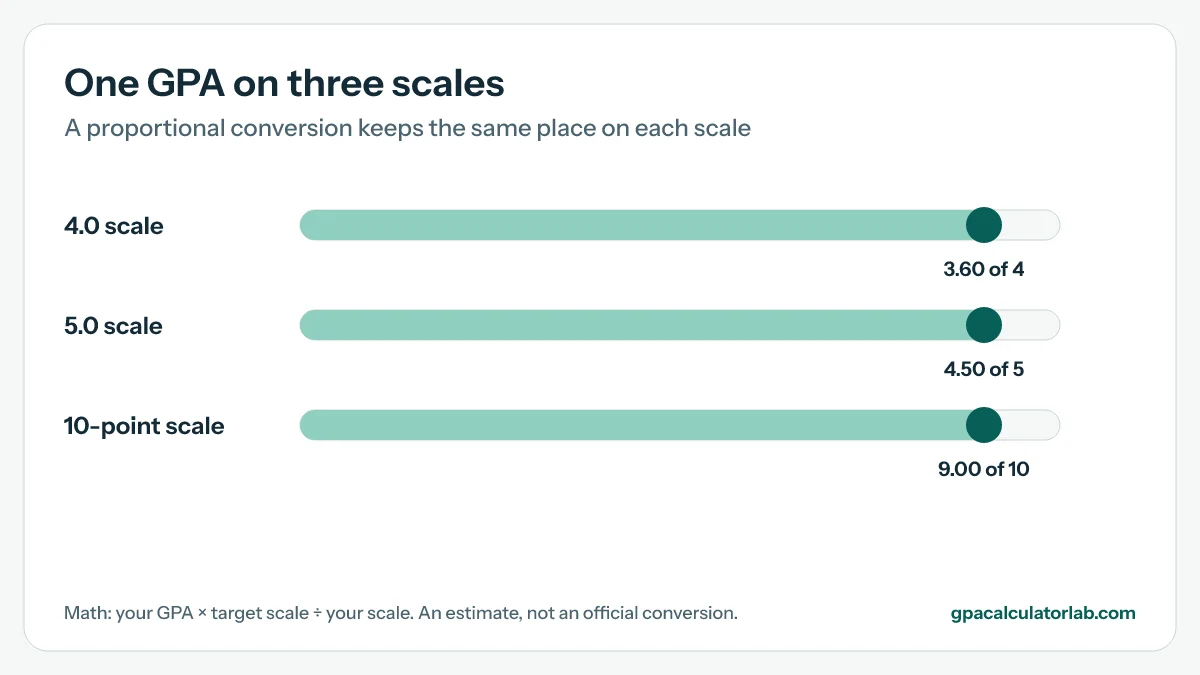 One GPA on three scales
A proportional conversion keeps the same place on each scale
4.0 scale
3.60 of 4
5.0 scale
4.50 of 5
10-point scale
9.00 of 10
Math: your GPA × target scale ÷ your scale. An estimate, not an official conversion.
gpacalculatorlab.com